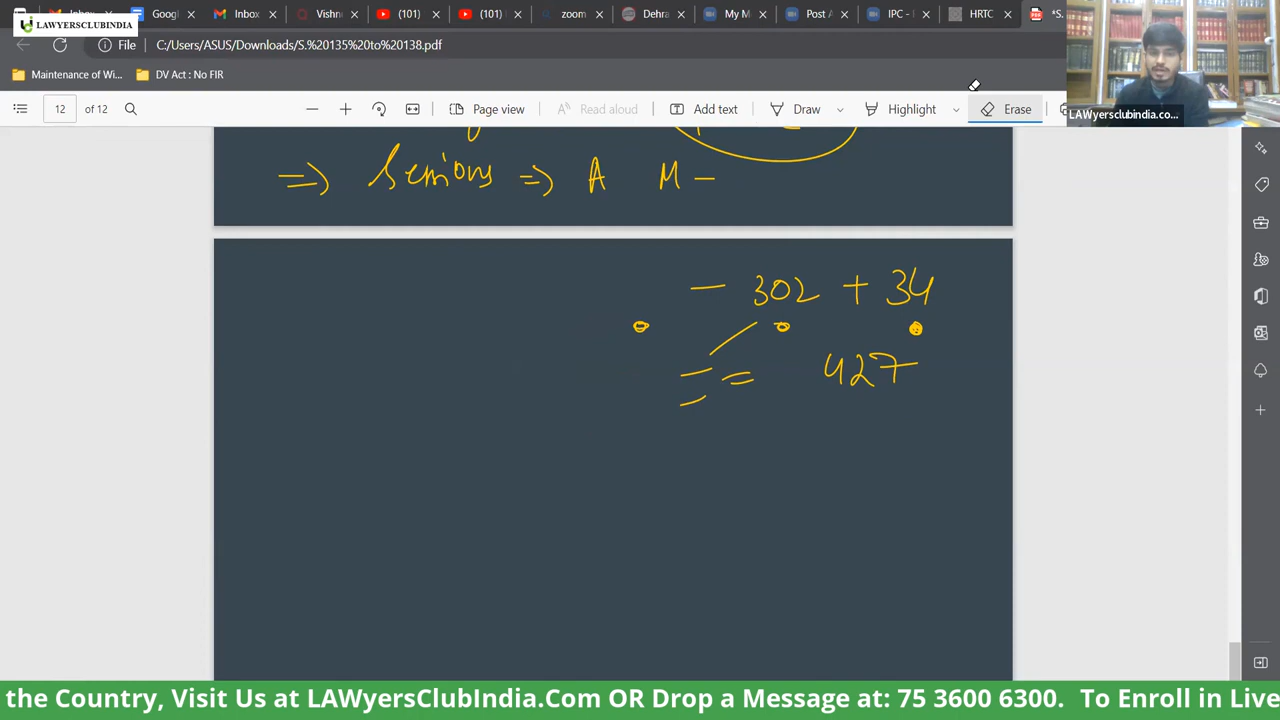 LAWYERSCLUBINDIA
Inbox
Googl
Inbox
Vishn
(101)
(101)
Dehra
My M
Post A
HRTC
*S.
File
C:/Users/ASUS/Downloads/S.%20135%20to%20138.pdf
Maintenance of Wi...
DV Act : No FIR
12 of 12
Page view
Read aloud
Add text
Draw
Highlight
Erase
LAWyersclubindia.co...
⇒ Sessions ⇒ A M -
- 302 + 34
= = 427
the Country, Visit Us at LAWyersClubIndia.Com OR Drop a Message at: 75 3600 6300. To Enroll in Live